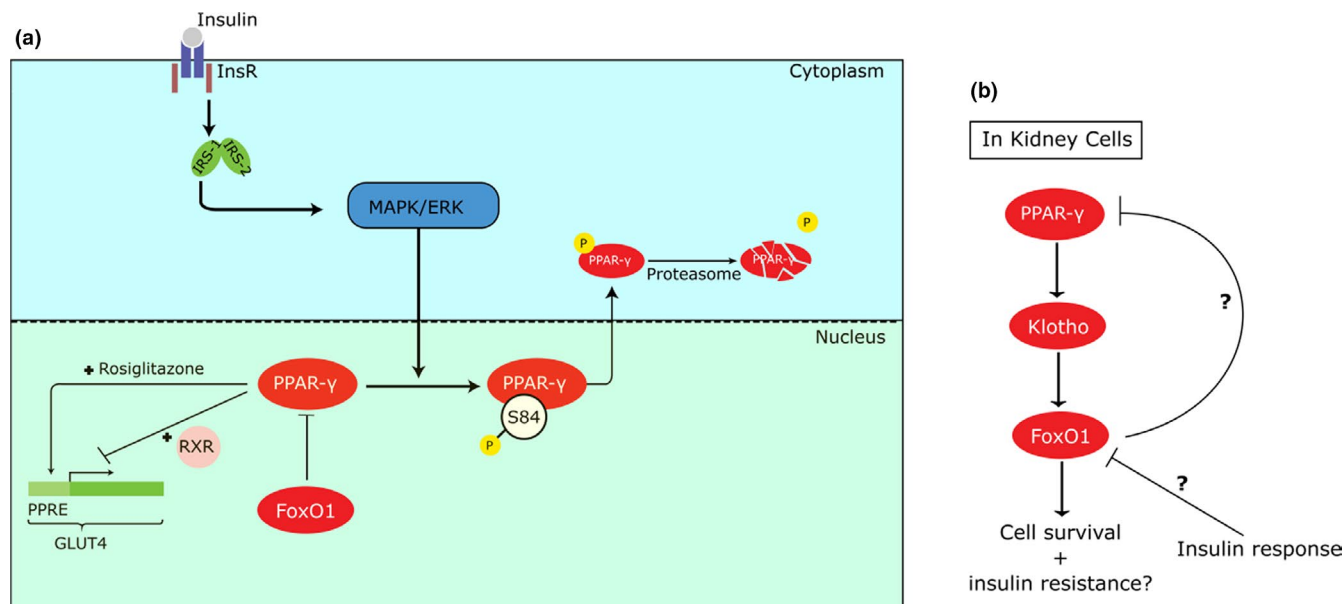 (a)
Insulin
InsR
Cytoplasm
IRS-1
IRS-2
MAPK/ERK
P
PPAR-γ
Proteasome
P
PPAR-γ
Nucleus
+ Rosiglitazone
PPAR-γ
PPAR-γ
S84
P
+
RXR
FoxO1
PPRE
GLUT4
(b)
In Kidney Cells
PPAR-γ
?
Klotho
FoxO1
?
Cell survival
+
insulin resistance?
Insulin response